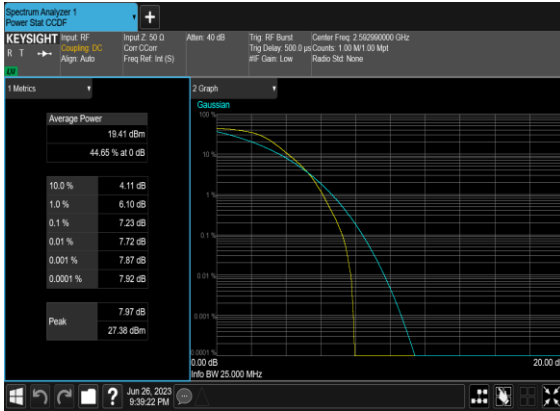 Spectrum Analyzer 1
Power Stat CCDF
KEYSIGHT
R T
Input: RF
Coupling: DC
Align: Auto
Input Z: 50 Ω
Corr CCorr
Freq Ref: Int (S)
Atten: 40 dB
Trig: RF Burst
Trig Delay: 500.0 µs
#IF Gain: Low
Center Freq: 2.592990000 GHz
Counts: 1.00 M/1.00 Mpt
Radio Std: None
1 Metrics
Average Power
19.41 dBm
44.65 % at 0 dB
10.0 % 4.11 dB
1.0 % 6.10 dB
0.1 % 7.23 dB
0.01 % 7.72 dB
0.001 % 7.87 dB
0.0001 % 7.92 dB
Peak
7.97 dB
27.38 dBm
2 Graph
Gaussian
100 %
10 %
1 %
0.1 %
0.01 %
0.001 %
0.0001 %
0.00 dB
20.00 d
Info BW 25.000 MHz
Jun 26, 2023
9:39:22 PM